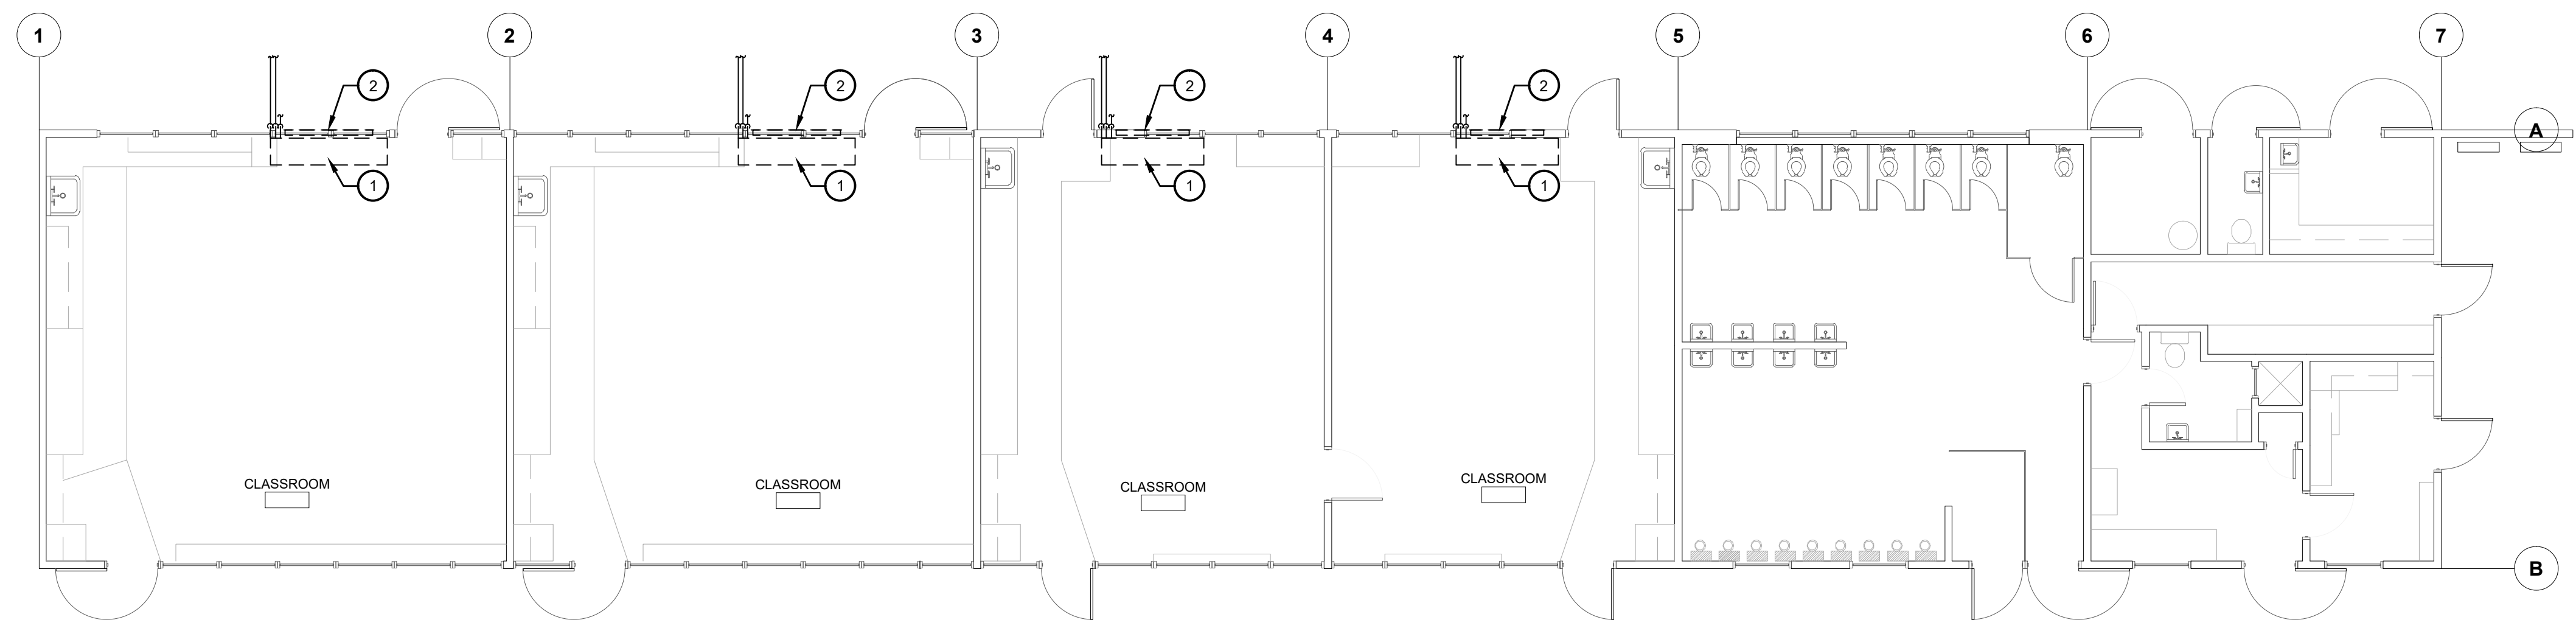 1 2 3 4 5 6 7
2 2 2 2
A
1 1 1 1
CLASSROOM CLASSROOM CLASSROOM CLASSROOM
B